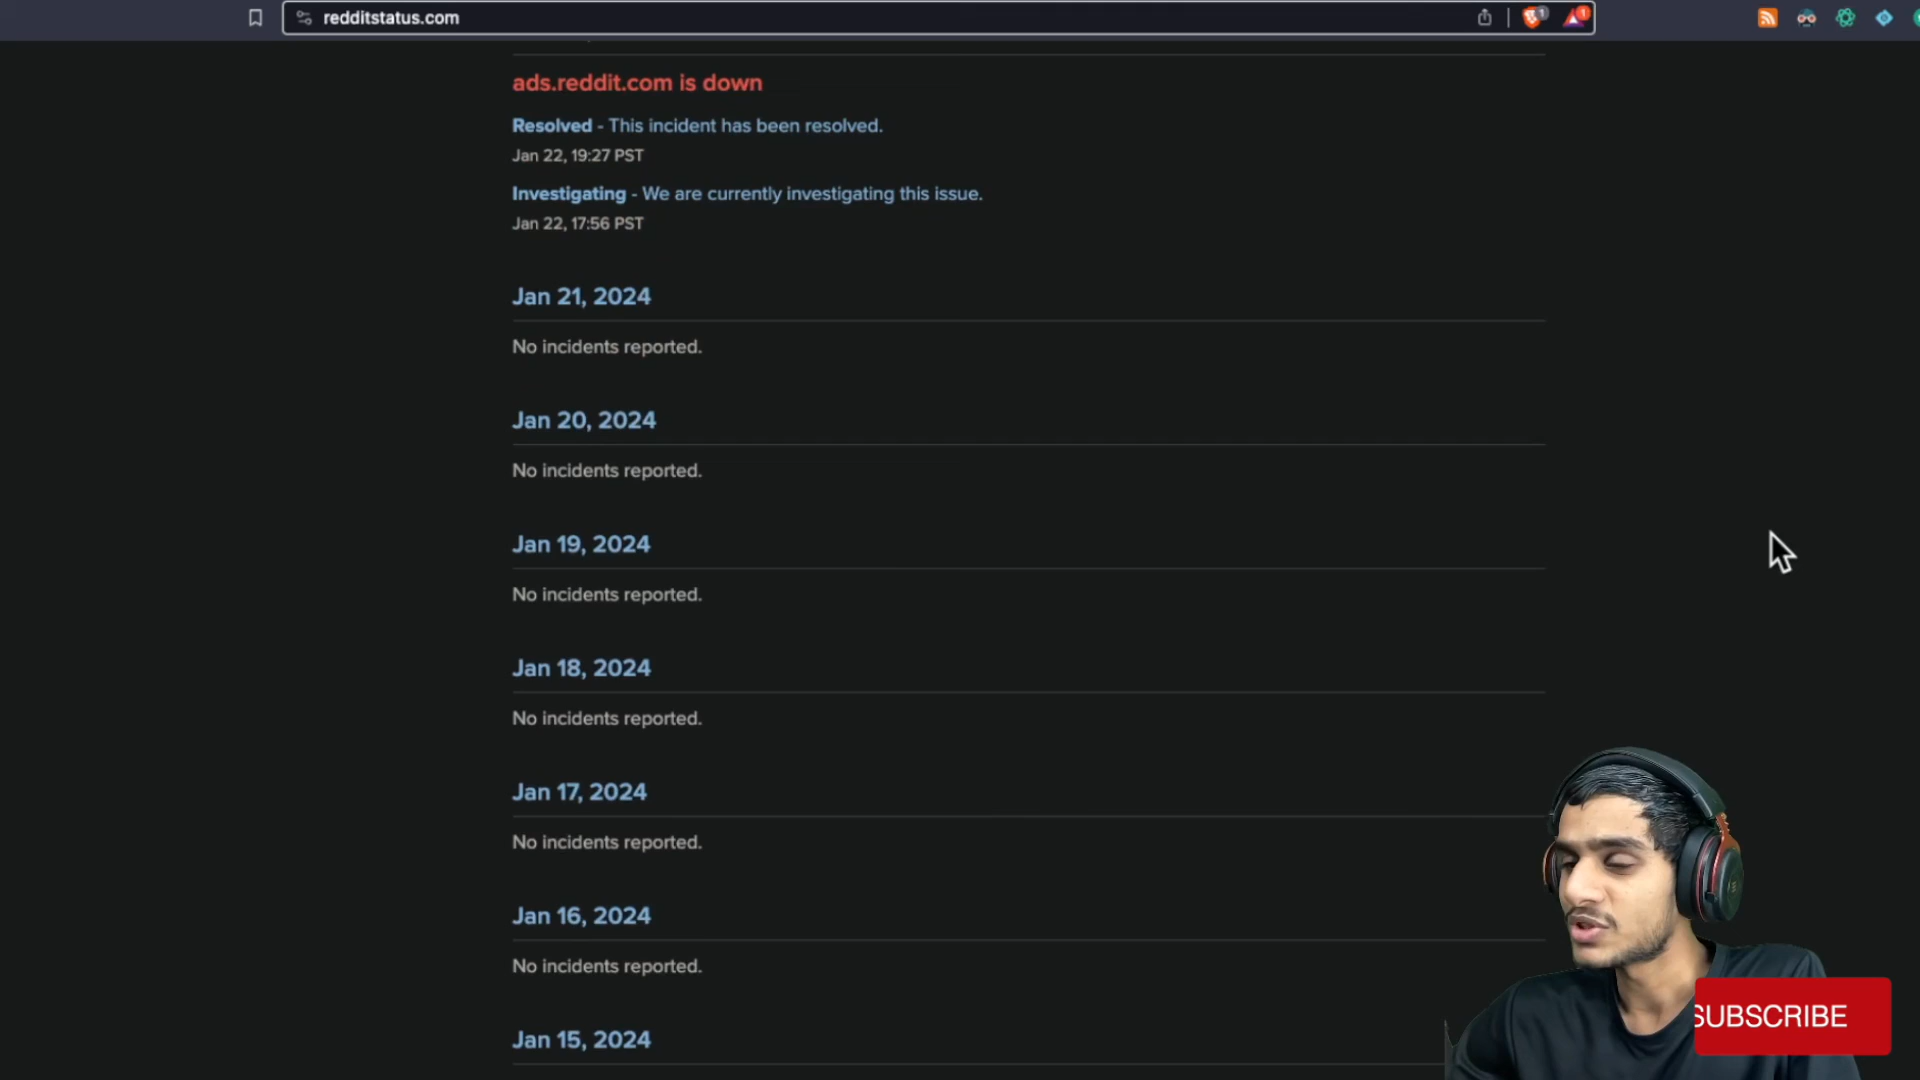 redditstatus.com
1
1
ads.reddit.com is down
Resolved - This incident has been resolved.
Jan 22, 19:27 PST
Investigating - We are currently investigating this issue.
Jan 22, 17:56 PST
Jan 21, 2024
No incidents reported.
Jan 20, 2024
No incidents reported.
Jan 19, 2024
No incidents reported.
Jan 18, 2024
No incidents reported.
Jan 17, 2024
No incidents reported.
Jan 16, 2024
No incidents reported.
Jan 15, 2024
SUBSCRIBE